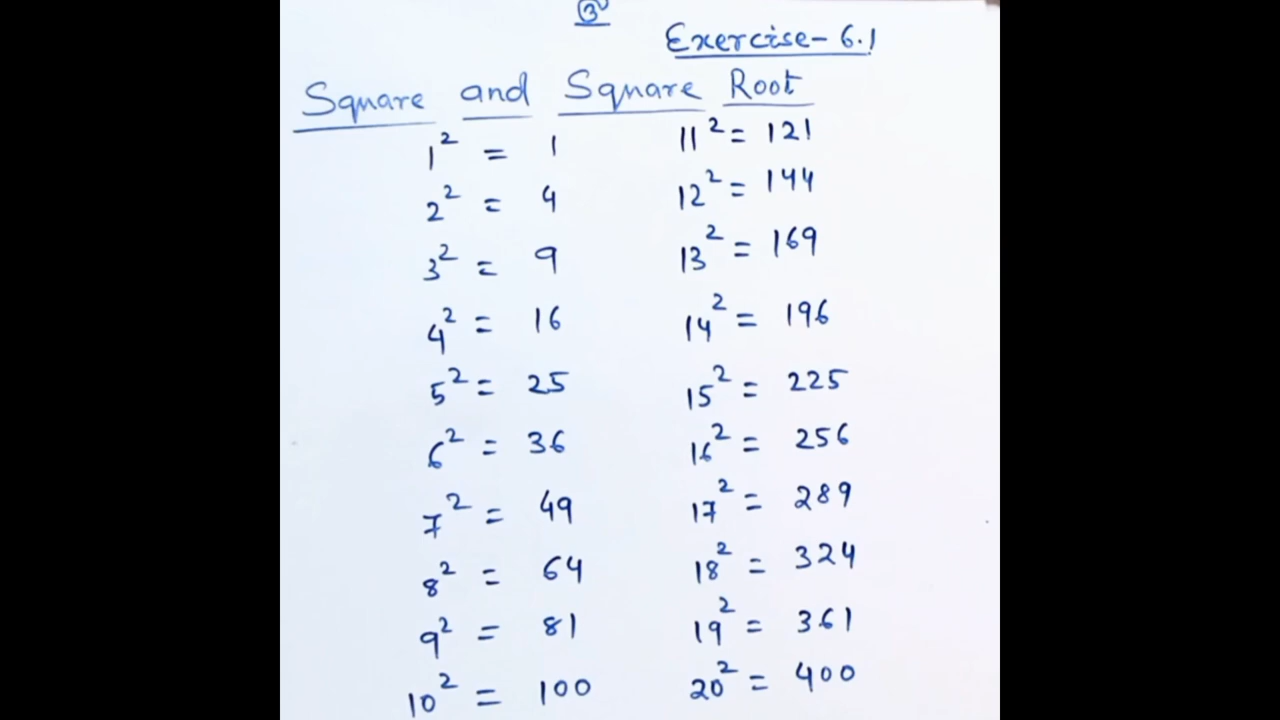 3
Exercise- 6.1
Square and Square Root
1² = 1 11² = 121
2² = 4 12² = 144
3² = 9 13² = 169
4² = 16 14² = 196
5² = 25 15² = 225
6² = 36 16² = 256
7² = 49 17² = 289
8² = 64 18² = 324
9² = 81 19² = 361
10² = 100 20² = 400